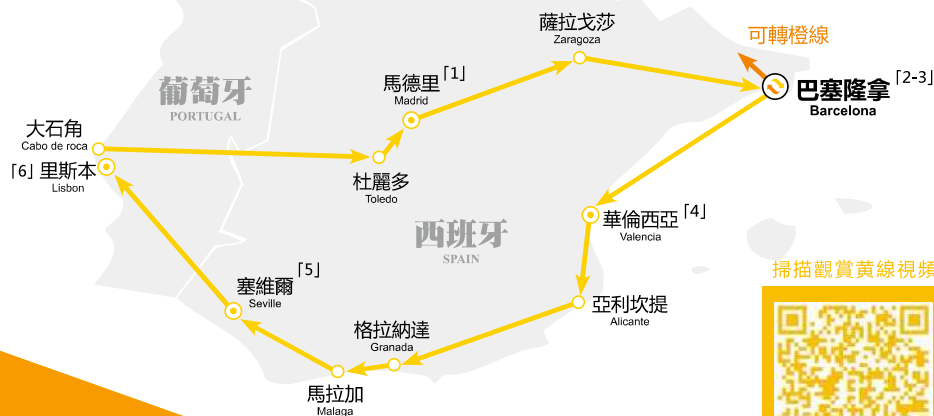 薩拉戈莎
Zaragoza
可轉橙線
葡萄牙
PORTUGAL
馬德里「1」
Madrid
巴塞隆拿「2-3」
Barcelona
大石角
Cabo de roca
「6」里斯本
Lisbon
杜麗多
Toledo
華倫西亞「4」
Valencia
西班牙
SPAIN
掃描觀賞黄線視頻
塞維爾「5」
Seville
亞利坎提
Alicante
格拉納達
Granada
馬拉加
Malaga